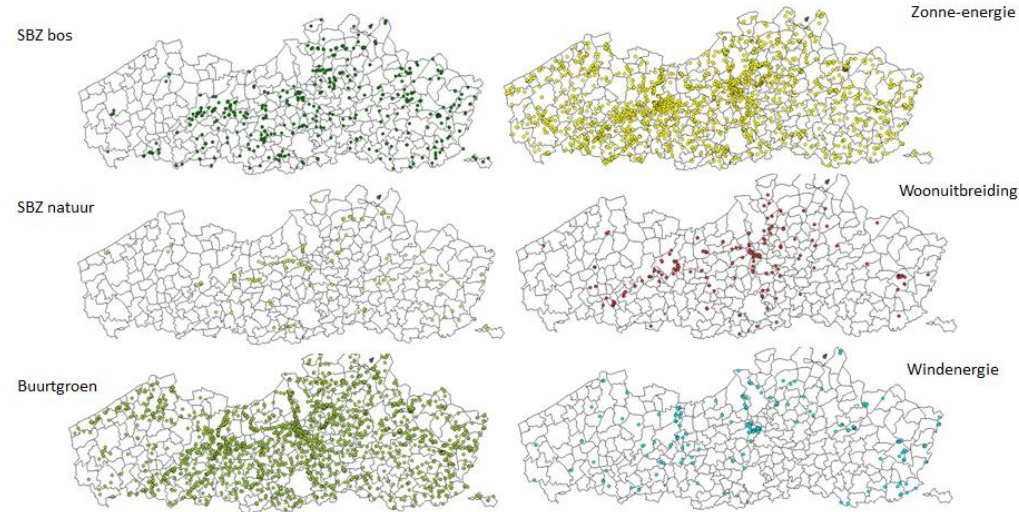 SBZ bos
Zonne-energie
SBZ natuur
Woonuitbreiding
Buurtgroen
Windenergie